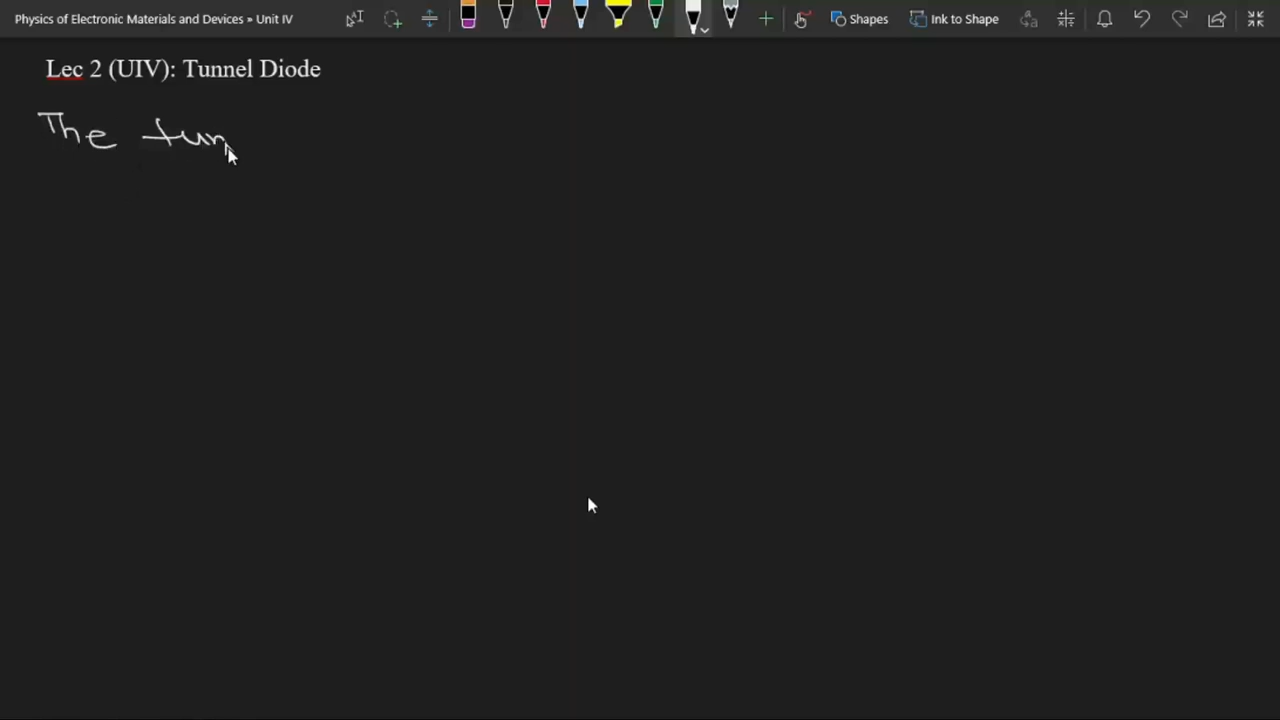 Physics of Electronic Materials and Devices » Unit IV
Shapes
Ink to Shape
Lec 2 (UIV): Tunnel Diode
The tun